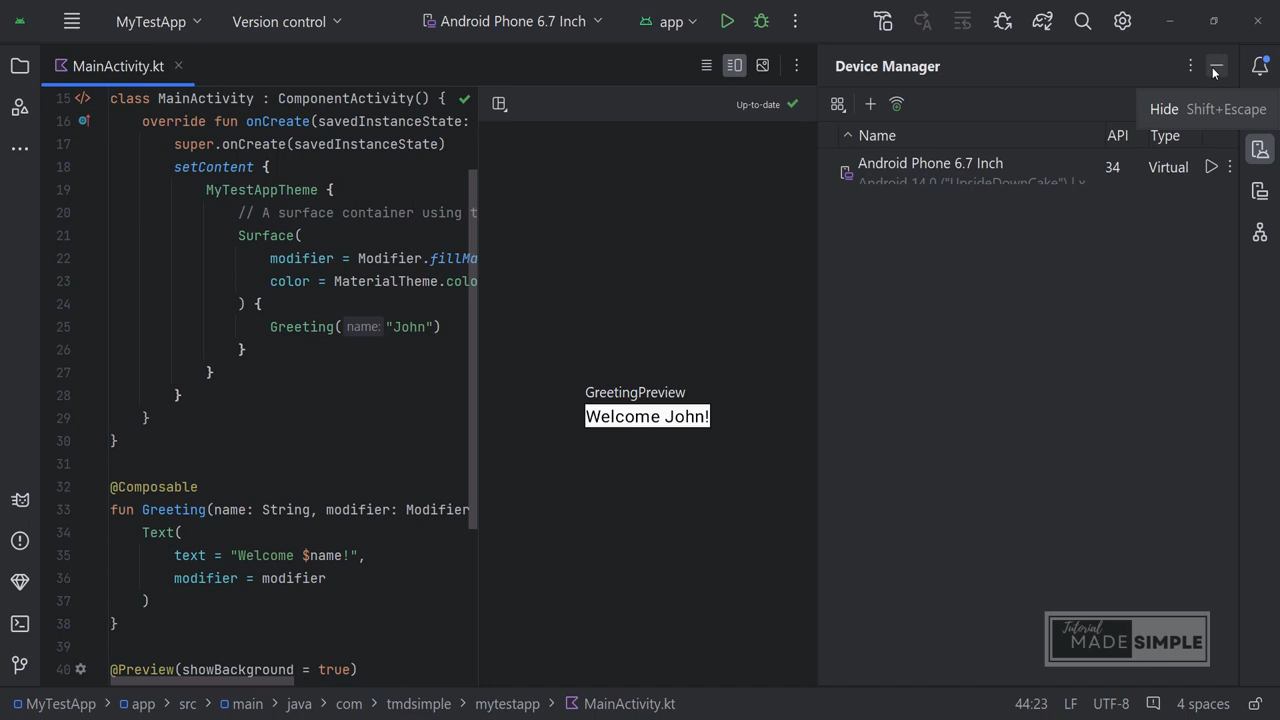 MyTestApp
Version control
Android Phone 6.7 Inch
app
MainActivity.kt
15 class MainActivity : ComponentActivity() {
16 override fun onCreate(savedInstanceState:
17 super.onCreate(savedInstanceState)
18 setContent {
19 MyTestAppTheme {
20 // A surface container using t
21 Surface(
22 modifier = Modifier.fillMa
23 color = MaterialTheme.colo
24 ) {
25 Greeting( name: "John")
26 }
27 }
28 }
29 }
30 }
31
32 @Composable
33 fun Greeting(name: String, modifier: Modifier
34 Text(
35 text = "Welcome $name!",
36 modifier = modifier
37 )
38 }
39
40 @Preview(showBackground = true)
Up-to-date
GreetingPreview
Welcome John!
Device Manager
Hide Shift+Escape
Name API Type
Android Phone 6.7 Inch 34 Virtual
Android 14.0 ("UpsideDownCake") | x
Tutorial
MADE SIMPLE
MyTestApp app src main java com tmdsimple mytestapp MainActivity.kt
44:23 LF UTF-8 4 spaces